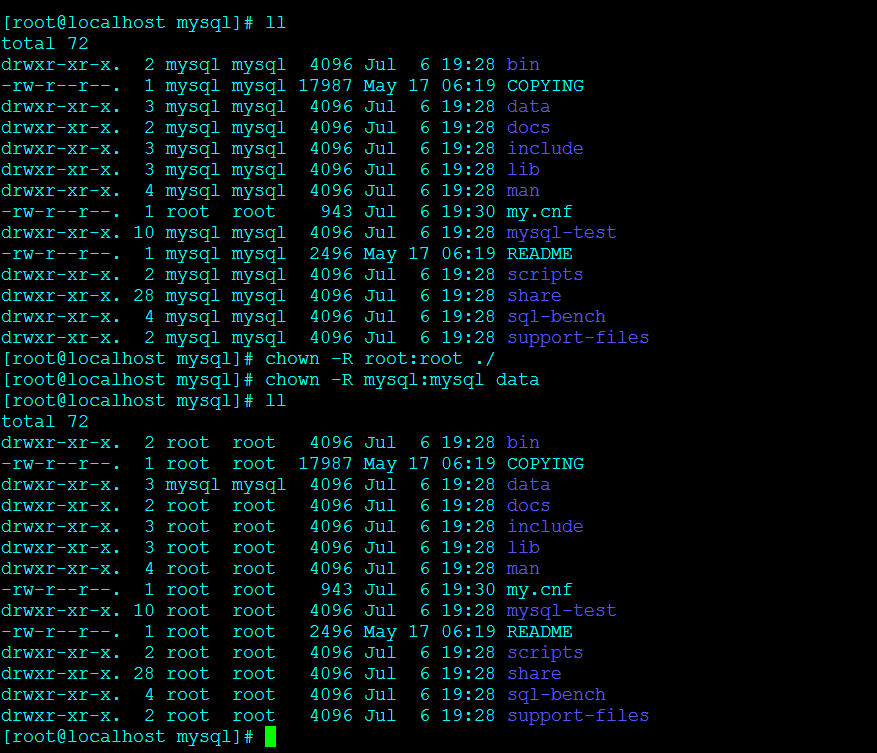 [root@localhost mysql]# ll
total 72
drwxr-xr-x.  2 mysql mysql  4096 Jul  6 19:28 bin
-rw-r--r--.  1 mysql mysql 17987 May 17 06:19 COPYING
drwxr-xr-x.  3 mysql mysql  4096 Jul  6 19:28 data
drwxr-xr-x.  2 mysql mysql  4096 Jul  6 19:28 docs
drwxr-xr-x.  3 mysql mysql  4096 Jul  6 19:28 include
drwxr-xr-x.  3 mysql mysql  4096 Jul  6 19:28 lib
drwxr-xr-x.  4 mysql mysql  4096 Jul  6 19:28 man
-rw-r--r--.  1 root  root    943 Jul  6 19:30 my.cnf
drwxr-xr-x. 10 mysql mysql  4096 Jul  6 19:28 mysql-test
-rw-r--r--.  1 mysql mysql  2496 May 17 06:19 README
drwxr-xr-x.  2 mysql mysql  4096 Jul  6 19:28 scripts
drwxr-xr-x. 28 mysql mysql  4096 Jul  6 19:28 share
drwxr-xr-x.  4 mysql mysql  4096 Jul  6 19:28 sql-bench
drwxr-xr-x.  2 mysql mysql  4096 Jul  6 19:28 support-files
[root@localhost mysql]# chown -R root:root ./
[root@localhost mysql]# chown -R mysql:mysql data
[root@localhost mysql]# ll
total 72
drwxr-xr-x.  2 root  root   4096 Jul  6 19:28 bin
-rw-r--r--.  1 root  root  17987 May 17 06:19 COPYING
drwxr-xr-x.  3 mysql mysql  4096 Jul  6 19:28 data
drwxr-xr-x.  2 root  root   4096 Jul  6 19:28 docs
drwxr-xr-x.  3 root  root   4096 Jul  6 19:28 include
drwxr-xr-x.  3 root  root   4096 Jul  6 19:28 lib
drwxr-xr-x.  4 root  root   4096 Jul  6 19:28 man
-rw-r--r--.  1 root  root    943 Jul  6 19:30 my.cnf
drwxr-xr-x. 10 root  root   4096 Jul  6 19:28 mysql-test
-rw-r--r--.  1 root  root   2496 May 17 06:19 README
drwxr-xr-x.  2 root  root   4096 Jul  6 19:28 scripts
drwxr-xr-x. 28 root  root   4096 Jul  6 19:28 share
drwxr-xr-x.  4 root  root   4096 Jul  6 19:28 sql-bench
drwxr-xr-x.  2 root  root   4096 Jul  6 19:28 support-files
[root@localhost mysql]#